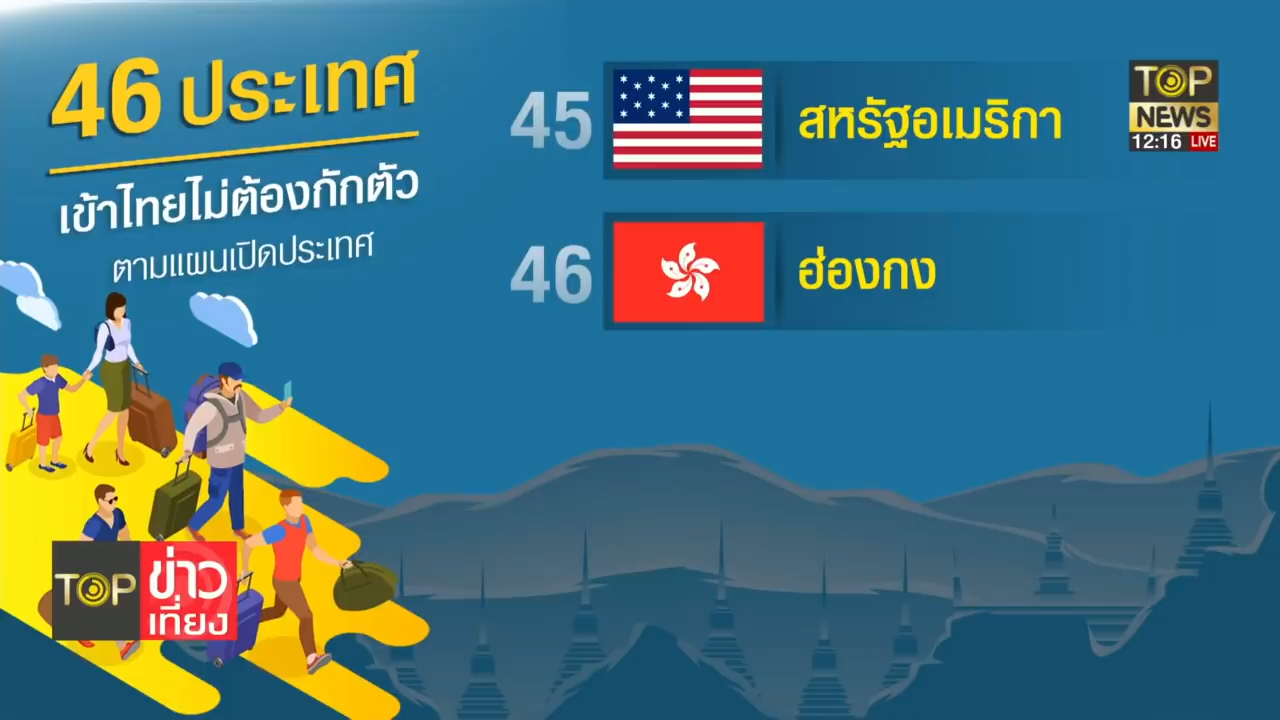 46 ประเทศ
เข้าไทยไม่ต้องกักตัว
ตามแผนเปิดประเทศ
45 สหรัฐอเมริกา
46 ฮ่องกง
TOP
NEWS
12:16 LIVE
TOP ข่าว
เที่ยง